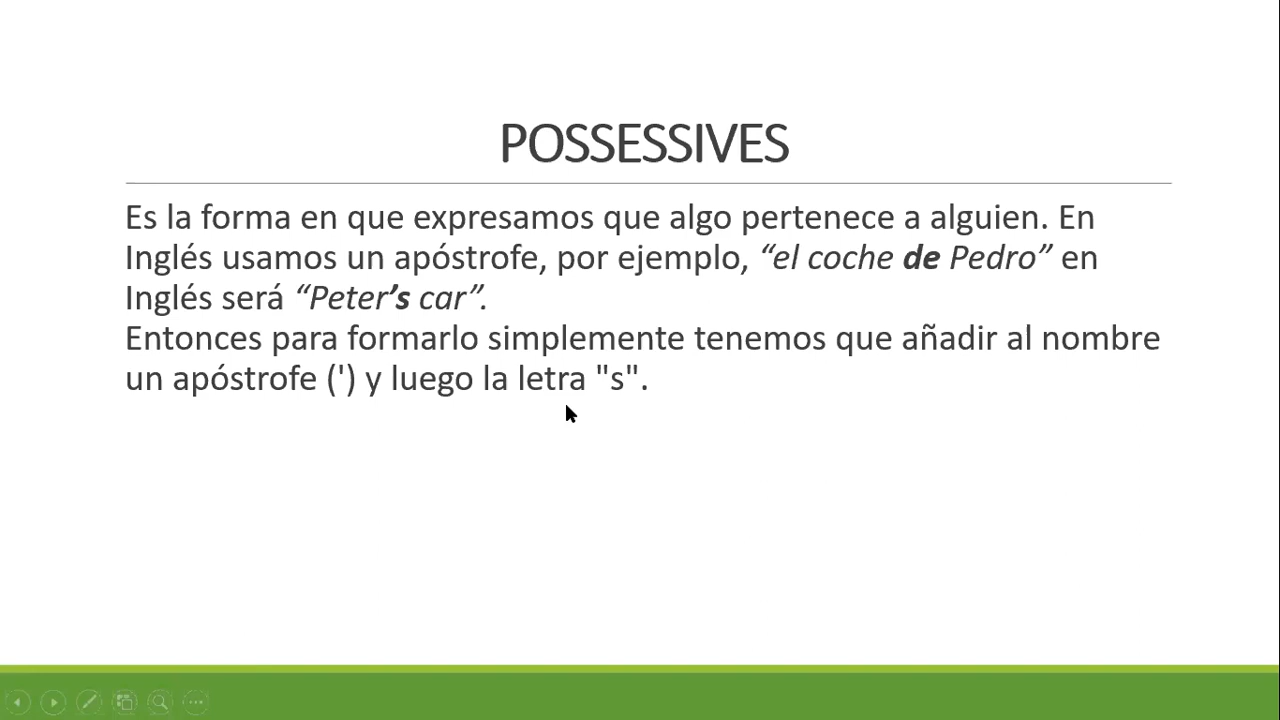 POSSESSIVES
Es la forma en que expresamos que algo pertenece a alguien. En
Inglés usamos un apóstrofe, por ejemplo, “el coche de Pedro” en
Inglés será “Peter’s car”.
Entonces para formarlo simplemente tenemos que añadir al nombre
un apóstrofe (') y luego la letra "s".